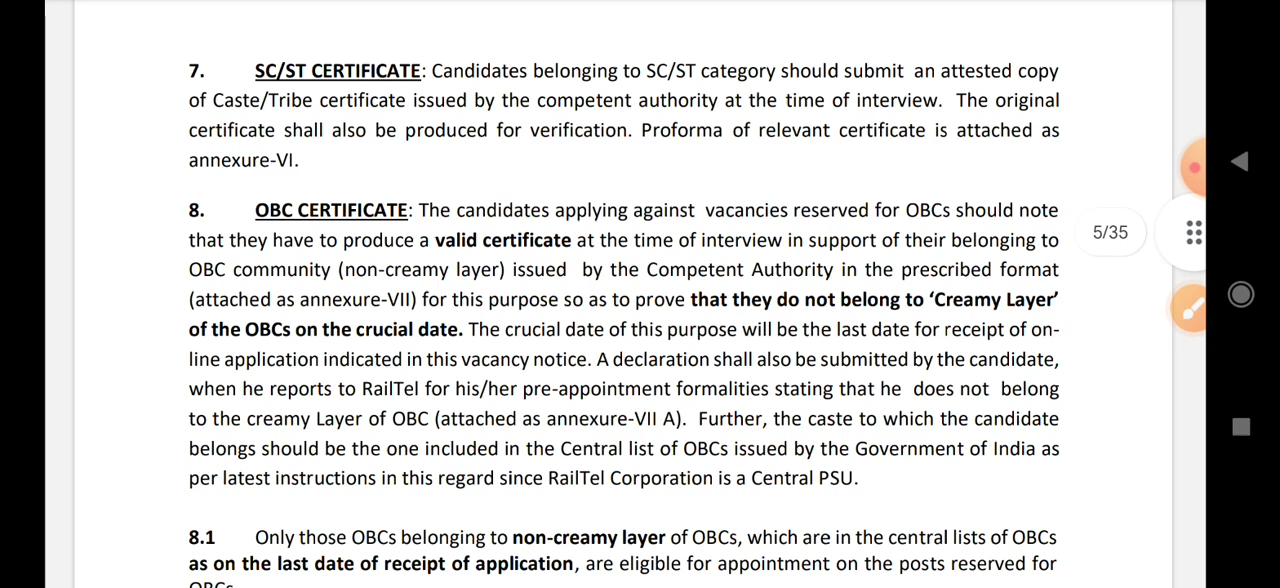 7. SC/ST CERTIFICATE: Candidates belonging to SC/ST category should submit an attested copy
of Caste/Tribe certificate issued by the competent authority at the time of interview. The original
certificate shall also be produced for verification. Proforma of relevant certificate is attached as
annexure-VI.
8. OBC CERTIFICATE: The candidates applying against vacancies reserved for OBCs should note
that they have to produce a valid certificate at the time of interview in support of their belonging to
OBC community (non-creamy layer) issued by the Competent Authority in the prescribed format
(attached as annexure-VII) for this purpose so as to prove that they do not belong to ‘Creamy Layer’
of the OBCs on the crucial date. The crucial date of this purpose will be the last date for receipt of on-
line application indicated in this vacancy notice. A declaration shall also be submitted by the candidate,
when he reports to RailTel for his/her pre-appointment formalities stating that he does not belong
to the creamy Layer of OBC (attached as annexure-VII A). Further, the caste to which the candidate
belongs should be the one included in the Central list of OBCs issued by the Government of India as
per latest instructions in this regard since RailTel Corporation is a Central PSU.
8.1 Only those OBCs belonging to non-creamy layer of OBCs, which are in the central lists of OBCs
as on the last date of receipt of application, are eligible for appointment on the posts reserved for
5/35